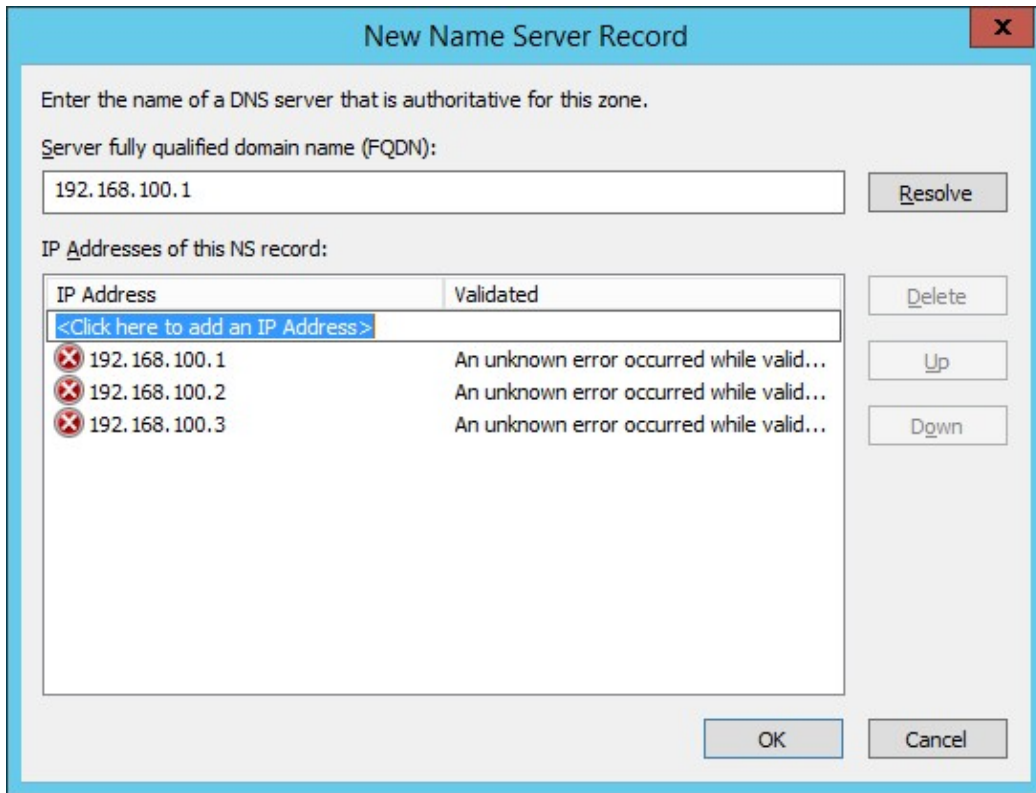 New Name Server Record
x
Enter the name of a DNS server that is authoritative for this zone.
Server fully qualified domain name (FQDN):
192.168.100.1
Resolve
IP Addresses of this NS record:
IP Address Validated
<Click here to add an IP Address>
192.168.100.1 An unknown error occurred while valid...
192.168.100.2 An unknown error occurred while valid...
192.168.100.3 An unknown error occurred while valid...
Delete
Up
Down
OK Cancel